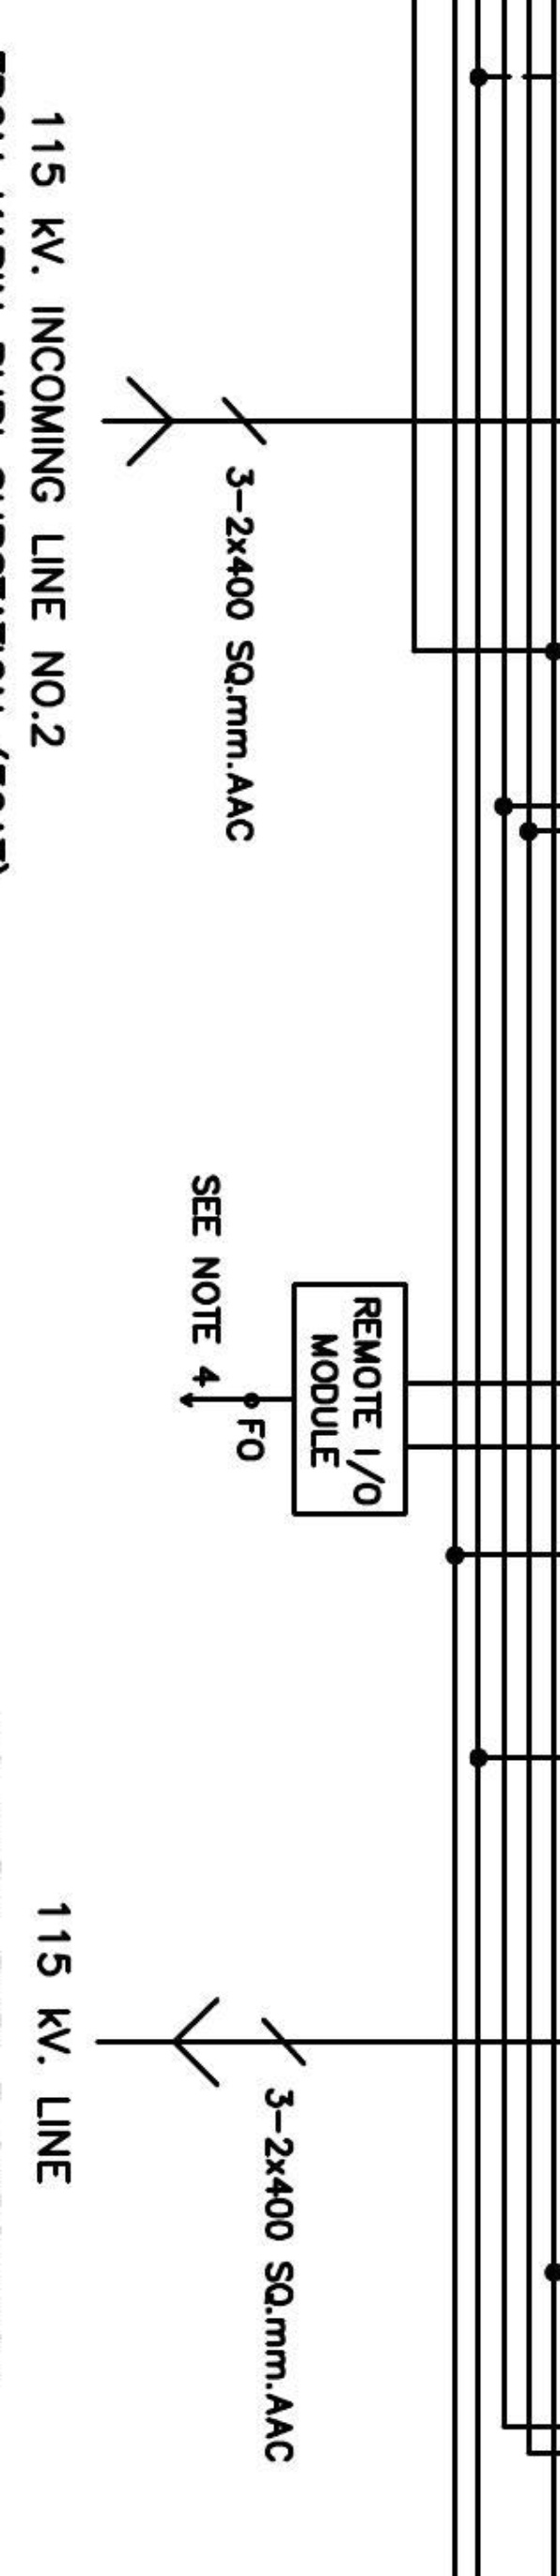 3-2x400 SQ.mm.AAC
115 kV. INCOMING LINE NO.2
REMOTE I/O
MODULE
FO
SEE NOTE 4
3-2x400 SQ.mm.AAC
115 kV. LINE